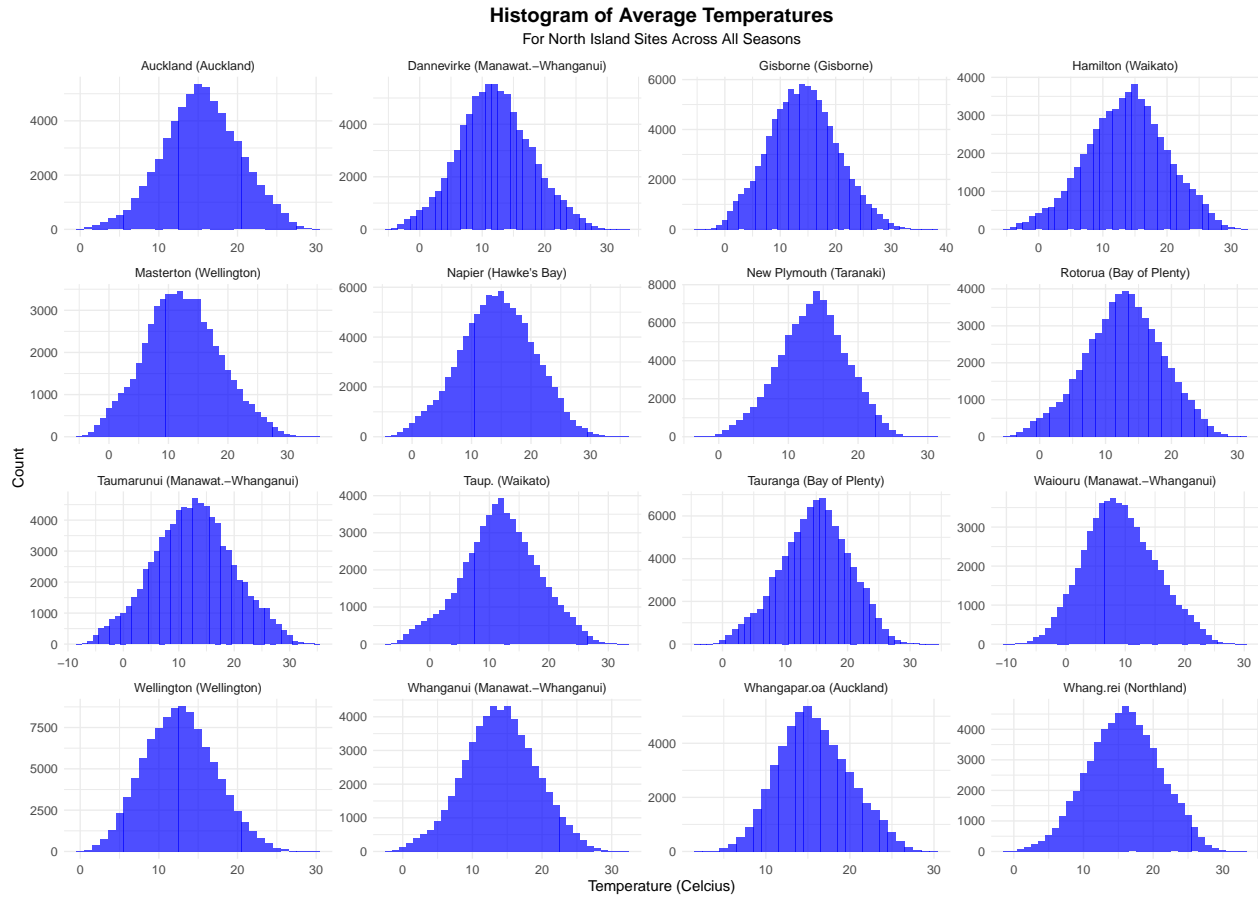 Histogram of Average Temperatures
For North Island Sites Across All Seasons
Auckland (Auckland)
Dannevirke (Manawat.−Whanganui)
Gisborne (Gisborne)
Hamilton (Waikato)
4000
2000
0
0 10 20 30
4000
2000
0
0 10 20 30
6000
4000
2000
0
0 10 20 30 40
4000
3000
2000
1000
0
0 10 20 30
Masterton (Wellington)
Napier (Hawke's Bay)
New Plymouth (Taranaki)
Rotorua (Bay of Plenty)
3000
2000
1000
0
0 10 20 30
6000
4000
2000
0
0 10 20 30
8000
6000
4000
2000
0
0 10 20 30
4000
3000
2000
1000
0
0 10 20 30
Count
Taumarunui (Manawat.−Whanganui)
Taup. (Waikato)
Tauranga (Bay of Plenty)
Waiouru (Manawat.−Whanganui)
4000
3000
2000
1000
0
−10 0 10 20 30
4000
3000
2000
1000
0
0 10 20 30
6000
4000
2000
0
0 10 20 30
3000
2000
1000
0
−10 0 10 20 30
Wellington (Wellington)
Whanganui (Manawat.−Whanganui)
Whangapar.oa (Auckland)
Whang.rei (Northland)
7500
5000
2500
0
0 10 20 30
4000
3000
2000
1000
0
0 10 20 30
4000
2000
0
10 20 30
4000
3000
2000
1000
0
0 10 20 30
Temperature (Celcius)